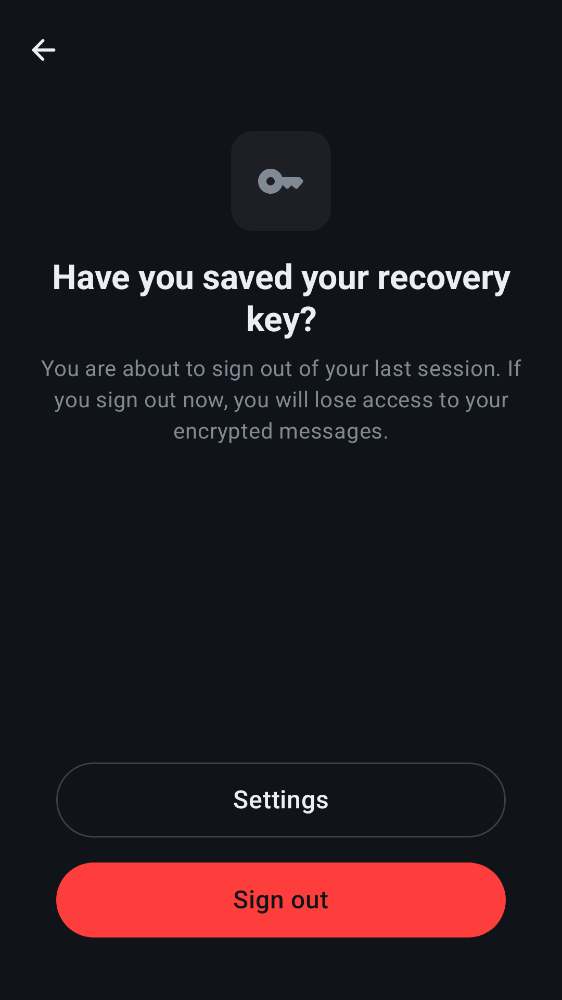 Have you saved your recovery
key?
You are about to sign out of your last session. If
you sign out now, you will lose access to your
encrypted messages.
Settings
Sign out